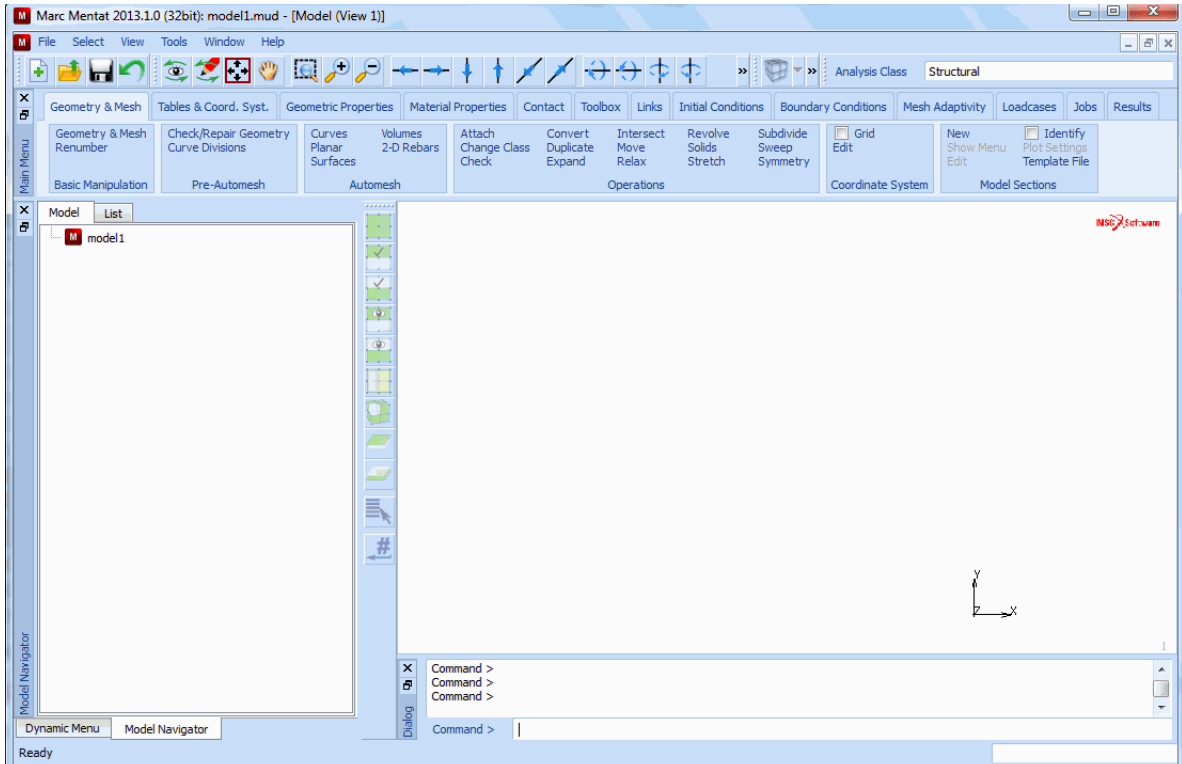 Marc Mentat 2013.1.0 (32bit): model1.mud - [Model (View 1)]
File Select View Tools Window Help
» » Analysis Class Structural
Geometry & Mesh Tables & Coord. Syst. Geometric Properties Material Properties Contact Toolbox Links Initial Conditions Boundary Conditions Mesh Adaptivity Loadcases Jobs Results
Main Menu
Geometry & Mesh
Renumber
Basic Manipulation
Check/Repair Geometry
Curve Divisions
Pre-Automesh
Curves Volumes
Planar 2-D Rebars
Surfaces
Automesh
Attach Convert Intersect Revolve Subdivide
Change Class Duplicate Move Solids Sweep
Check Expand Relax Stretch Symmetry
Operations
Grid
Edit
Coordinate System
New Identify
Show Menu Plot Settings
Edit Template File
Model Sections
Model List
model1
Model Navigator
#
MSC Software
Y
Z X
1
Dialog
Command >
Command >
Command >
Command >
Dynamic Menu Model Navigator
Ready